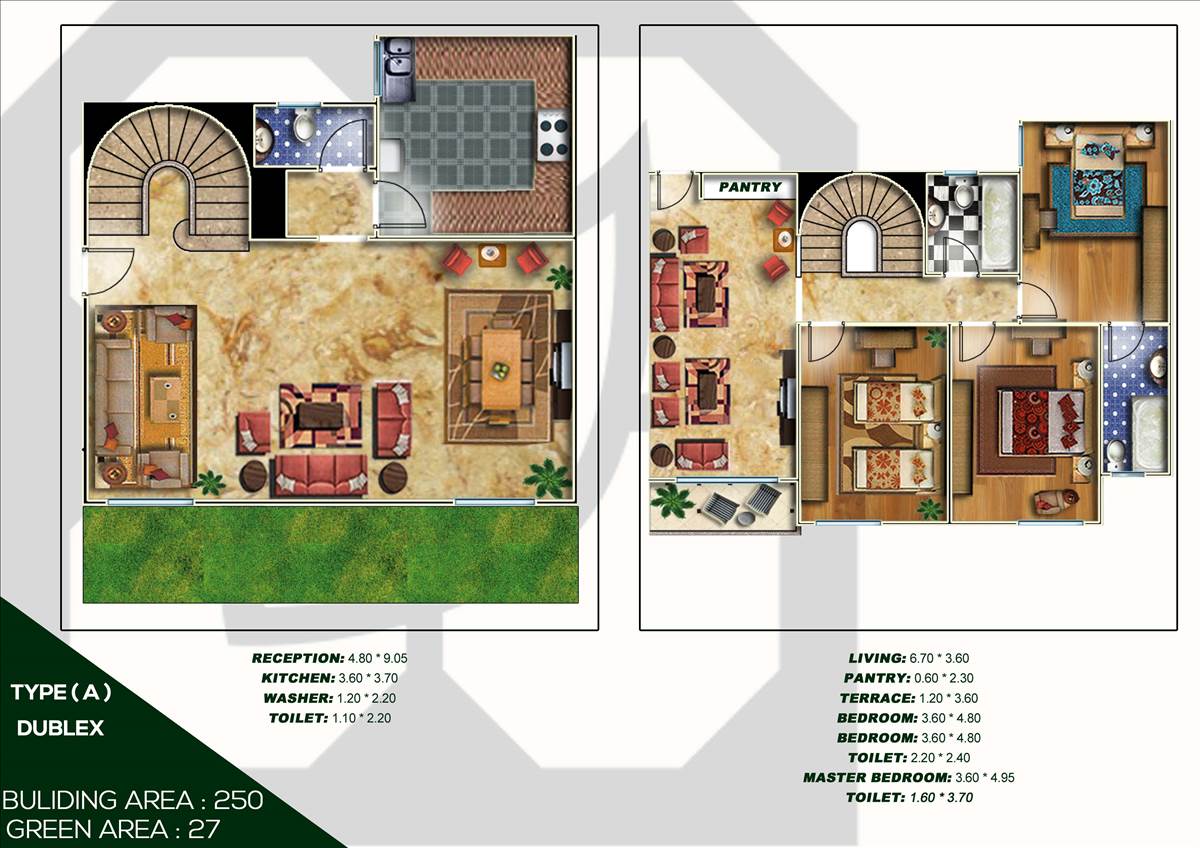 PANTRY
RECEPTION: 4.80 * 9.05
KITCHEN: 3.60 * 3.70
WASHER: 1.20 * 2.20
TOILET: 1.10 * 2.20
LIVING: 6.70 * 3.60
PANTRY: 0.60 * 2.30
TERRACE: 1.20 * 3.60
BEDROOM: 3.60 * 4.80
BEDROOM: 3.60 * 4.80
TOILET: 2.20 * 2.40
MASTER BEDROOM: 3.60 * 4.95
TOILET: 1.60 * 3.70
TYPE ( A )
DUBLEX
BULIDING AREA : 250
GREEN AREA : 27